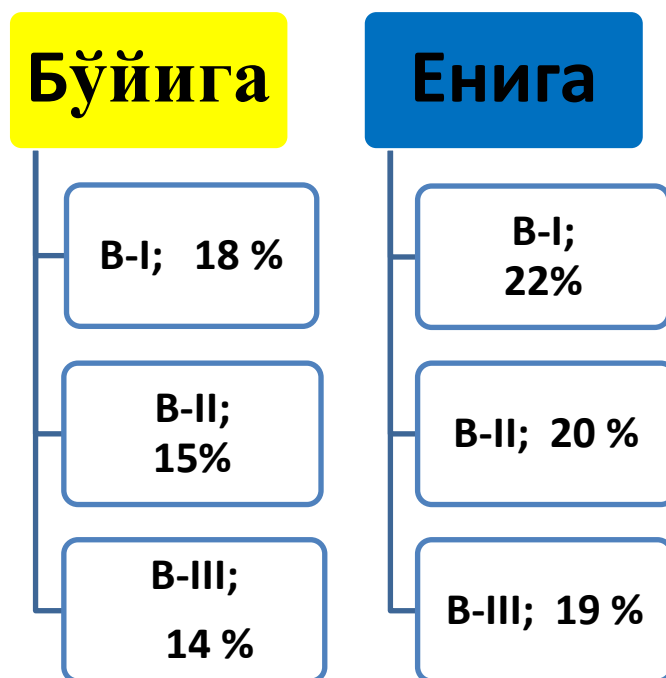 Бўйига
B-I; 18 %
B-II;
15%
B-III;
14 %
Енига
B-I;
22%
B-II; 20 %
B-III; 19 %